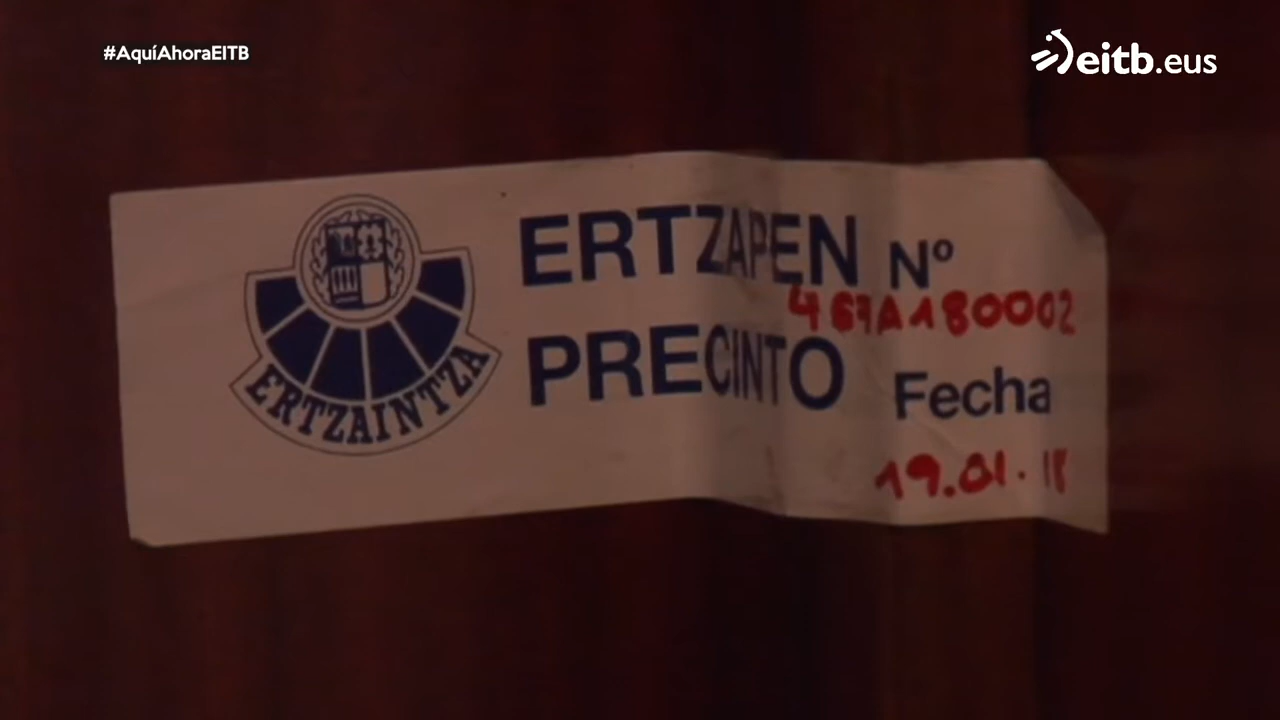 #AquíAhoraEITB
eitb.eus
ERTZAINTZA
ERTZAPEN Nº
467A180002
PRECINTO Fecha
19.01.18